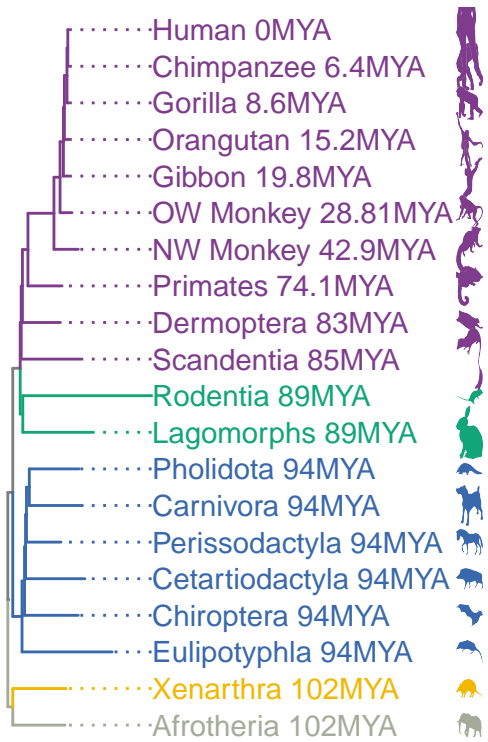 Human 0MYA
Chimpanzee 6.4MYA
Gorilla 8.6MYA
Orangutan 15.2MYA
Gibbon 19.8MYA
OW Monkey 28.81MYA
NW Monkey 42.9MYA
Primates 74.1MYA
Dermoptera 83MYA
Scandentia 85MYA
Rodentia 89MYA
Lagomorphs 89MYA
Pholidota 94MYA
Carnivora 94MYA
Perissodactyla 94MYA
Cetartiodactyla 94MYA
Chiroptera 94MYA
Eulipotyphla 94MYA
Xenarthra 102MYA
Afrotheria 102MYA